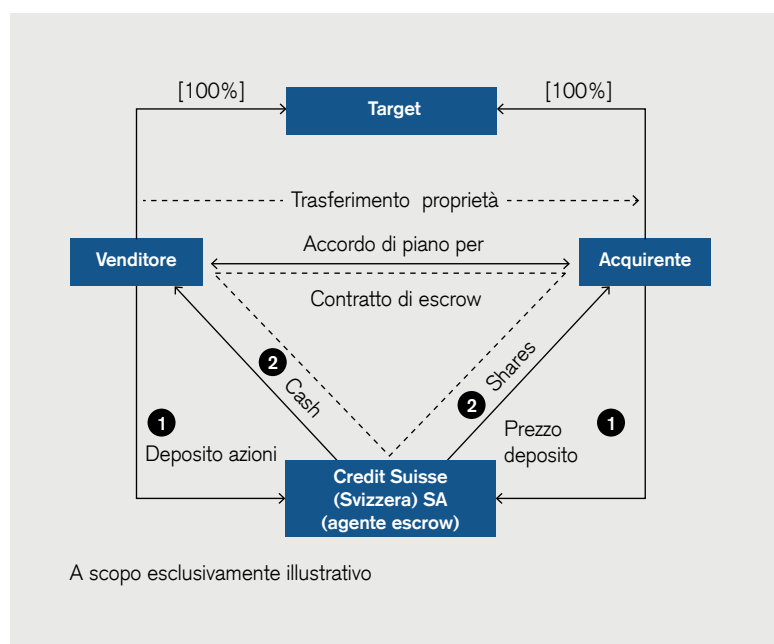 [100%]
[100%]
Target
Trasferimento proprietà
Accordo di piano per
Venditore
Acquirente
Contratto di escrow
2 Cash
2 Shares
1
Deposito azioni
Prezzo
deposito
1
Credit Suisse
(Svizzera) SA
(agente escrow)
A scopo esclusivamente illustrativo